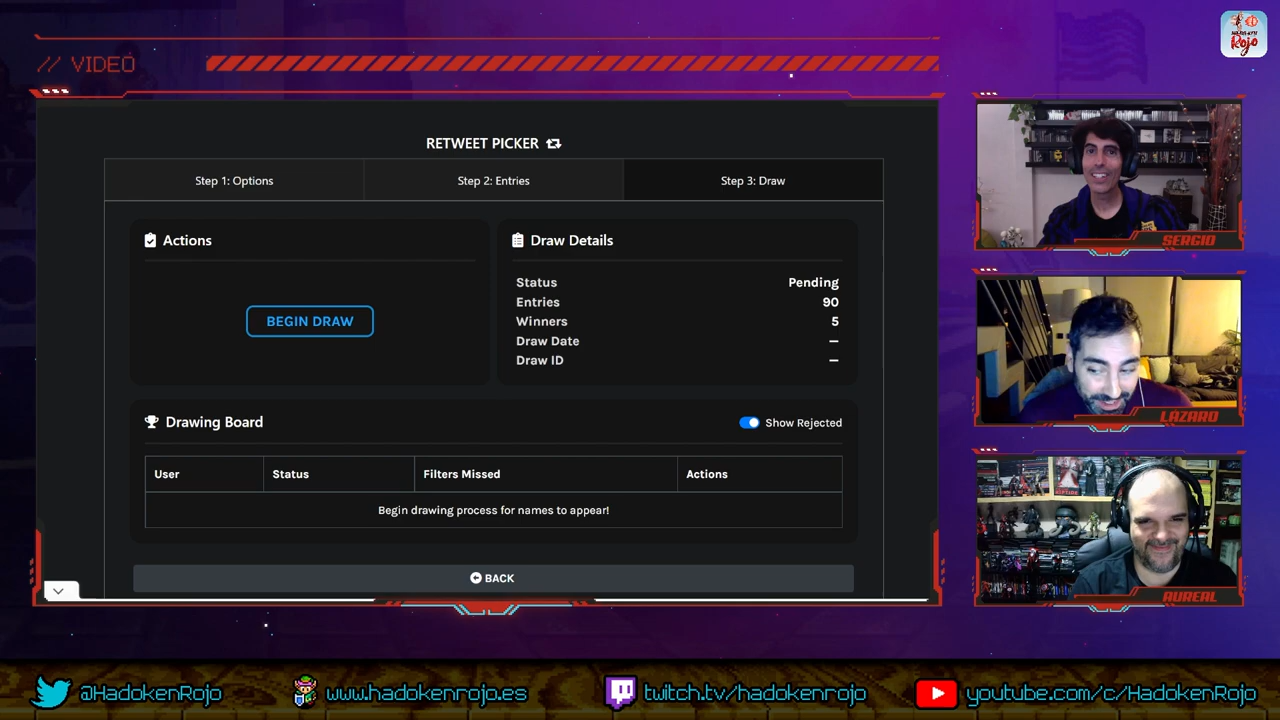 // VIDEO
Rojo
RETWEET PICKER
Step 1: Options
Step 2: Entries
Step 3: Draw
Actions
BEGIN DRAW
Draw Details
Status Pending
Entries 90
Winners 5
Draw Date –
Draw ID –
Drawing Board
Show Rejected
User Status Filters Missed Actions
Begin drawing process for names to appear!
BACK
SERGIO
LÁZARO
AUREAL
@HadokenRojo
www.hadokenrojo.es
twitch.tv/hadokenrojo
youtube.com/c/HadokenRojo